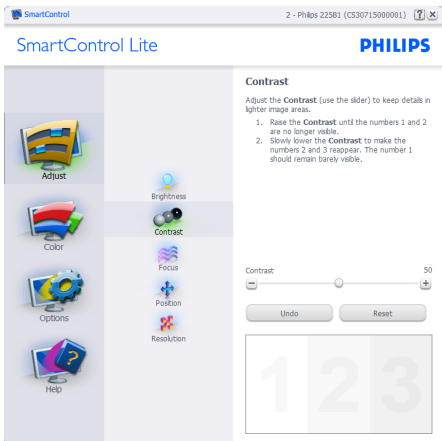 SmartControl
2 - Philips 225B1 (CS30715000001)
SmartControl Lite
PHILIPS
Adjust
Color
Options
Help
Brightness
Contrast
Focus
Position
Resolution
Contrast
Adjust the Contrast (use the slider) to keep details in
lighter image areas.
1. Raise the Contrast until the numbers 1 and 2
are no longer visible.
2. Slowly lower the Contrast to make the
numbers 2 and 3 reappear. The number 1
should remain barely visible.
Contrast 50
Undo Reset
1 2 3